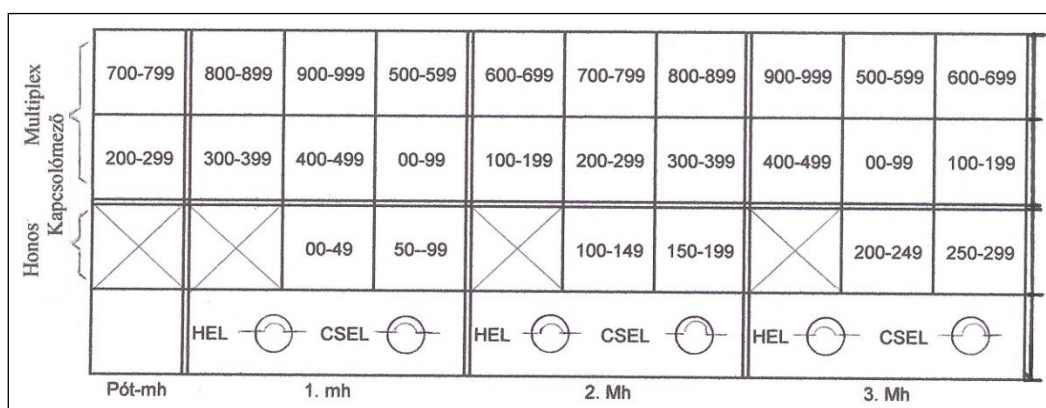 Multiplex
Kapcsolómező
Honos
700-799 800-899 900-999 500-599 600-699 700-799 800-899 900-999 500-599 600-699
200-299 300-399 400-499 00-99 100-199 200-299 300-399 400-499 00-99 100-199
00-49 50--99 100-149 150-199 200-249 250-299
HEL CSEL HEL CSEL HEL CSEL
Pót-mh 1. mh 2. Mh 3. Mh